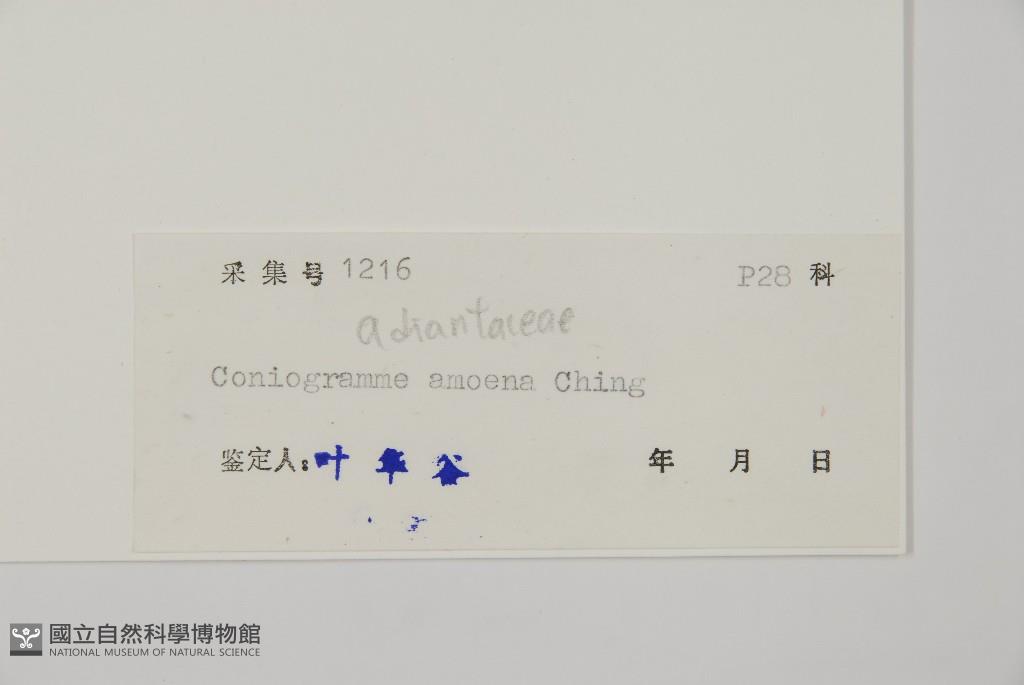 采集号 1216 P28 科
adiantaceae
Coniogramme amoena Ching
鉴定人:叶华谷 年 月 日
國立自然科學博物館
NATIONAL MUSEUM OF NATURAL SCIENCE